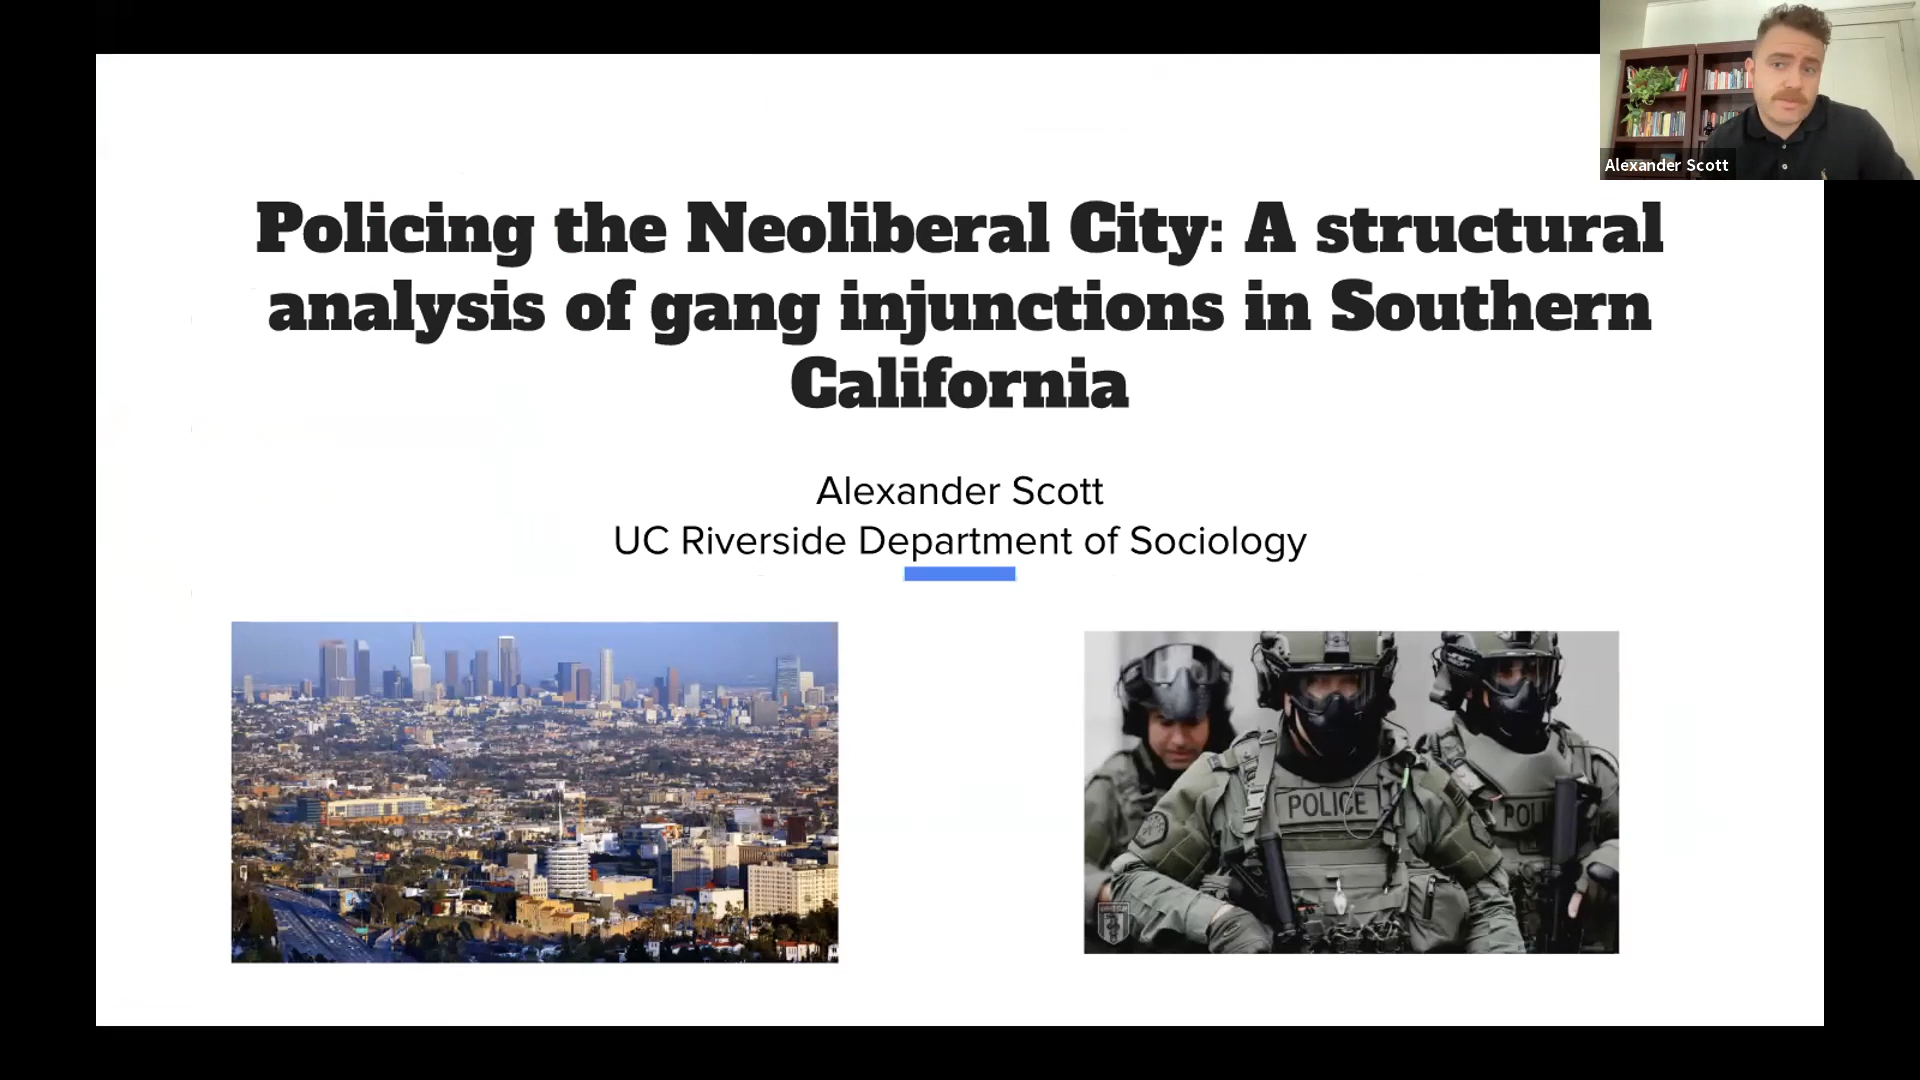 Alexander Scott
Policing the Neoliberal City: A structural
analysis of gang injunctions in Southern
California
Alexander Scott
UC Riverside Department of Sociology
POLICE
POLI